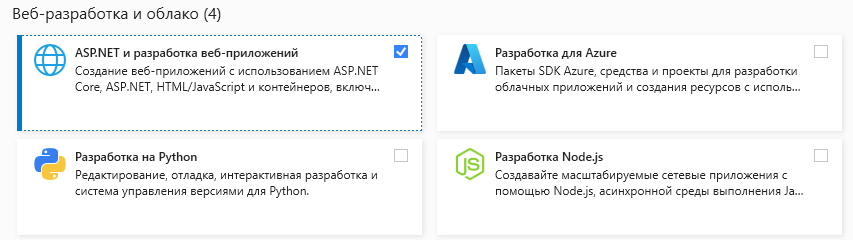 Веб-разработка и облако (4)
ASP.NET и разработка веб-приложений
Создание веб-приложений с использованием ASP.NET
Core, ASP.NET, HTML/JavaScript и контейнеров, включ...
Разработка для Azure
Пакеты SDK Azure, средства и проекты для разработки
облачных приложений и создания ресурсов с исполь...
Разработка на Python
Редактирование, отладка, интерактивная разработка и
система управления версиями для Python.
JS
Разработка Node.js
Создавайте масштабируемые сетевые приложения с
помощью Node.js, асинхронной среды выполнения Ja...